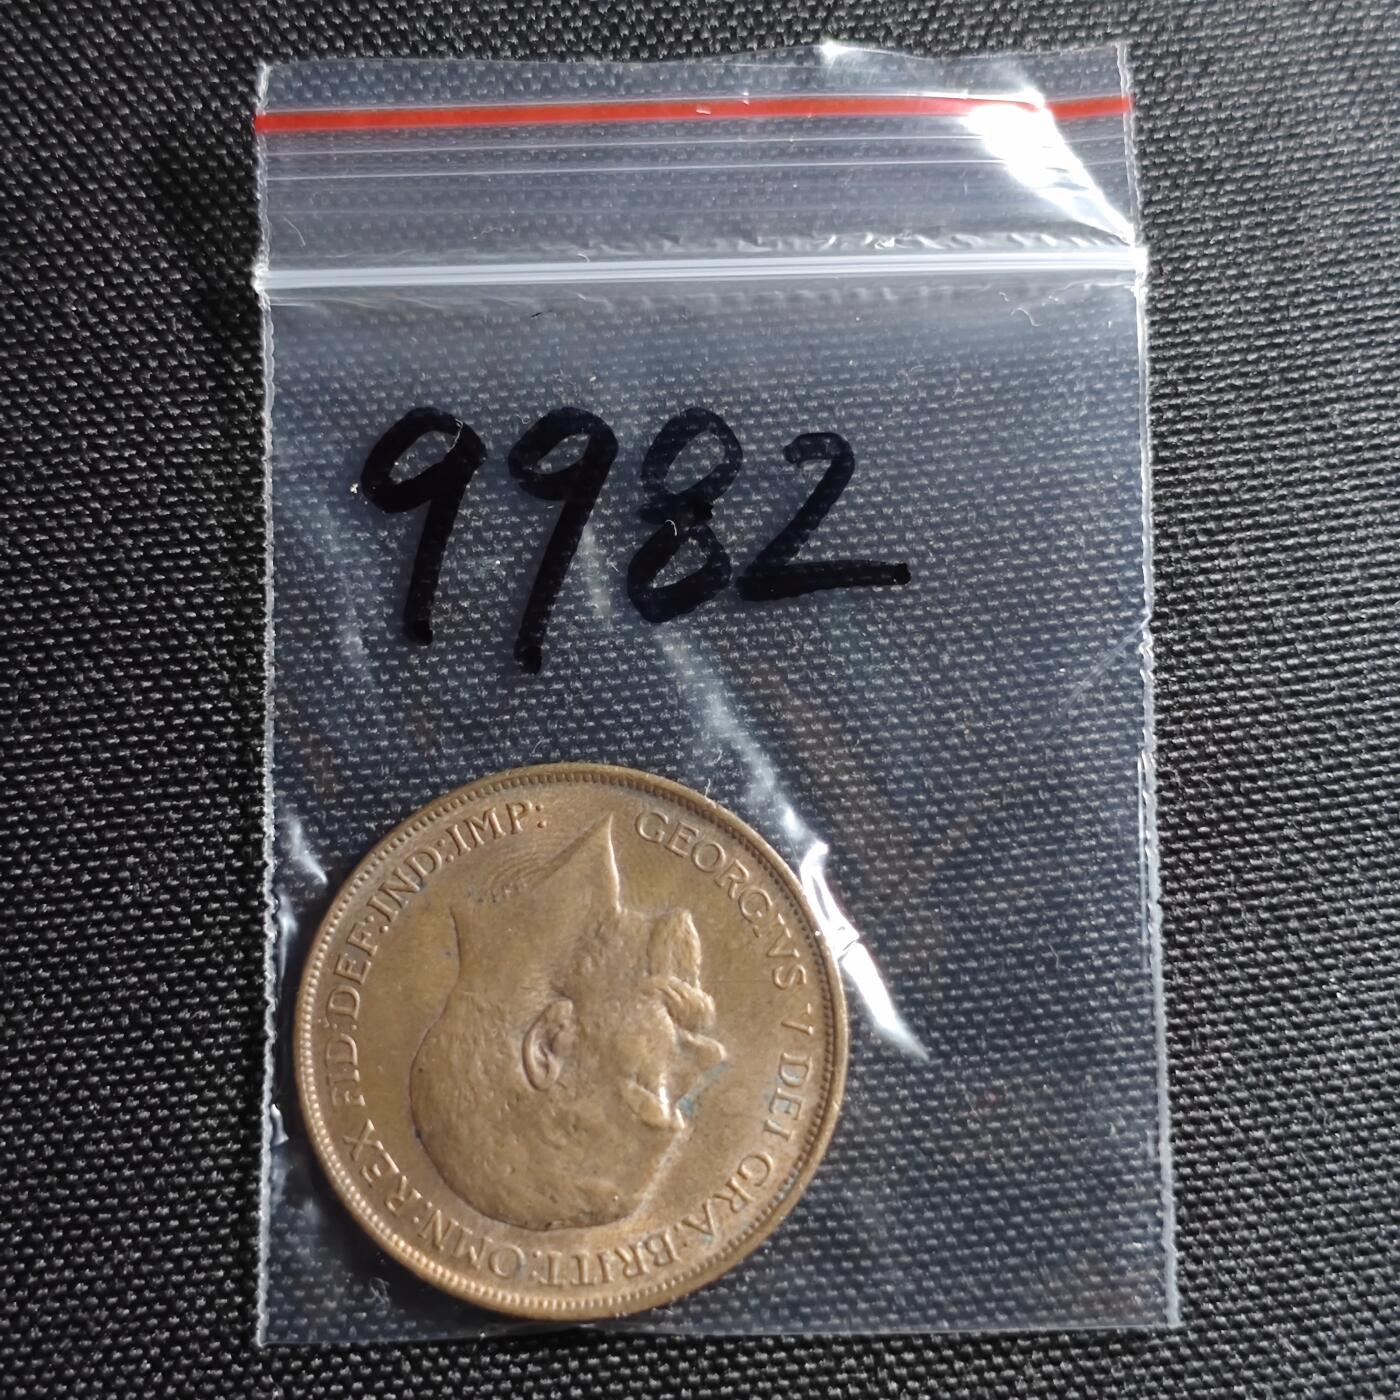 9982
GEORGIVS V DEI GRA:BRITT:OMN:REX FID:DEF:IND:IMP: